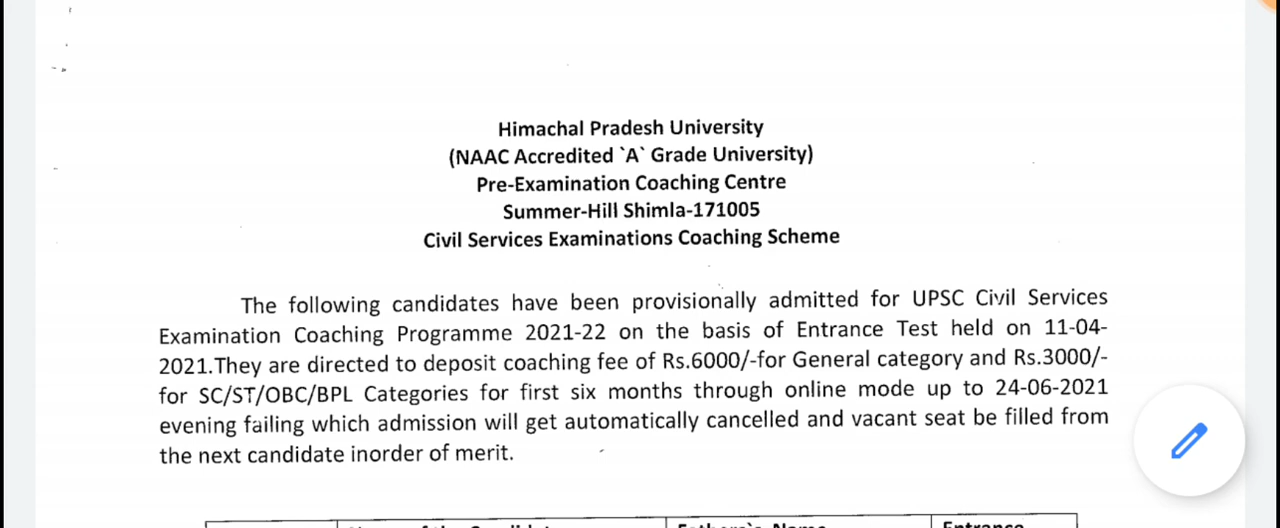 Himachal Pradesh University
(NAAC Accredited `A` Grade University)
Pre-Examination Coaching Centre
Summer-Hill Shimla-171005
Civil Services Examinations Coaching Scheme
The following candidates have been provisionally admitted for UPSC Civil Services
Examination Coaching Programme 2021-22 on the basis of Entrance Test held on 11-04-
2021.They are directed to deposit coaching fee of Rs.6000/-for General category and Rs.3000/-
for SC/ST/OBC/BPL Categories for first six months through online mode up to 24-06-2021
evening failing which admission will get automatically cancelled and vacant seat be filled from
the next candidate inorder of merit.